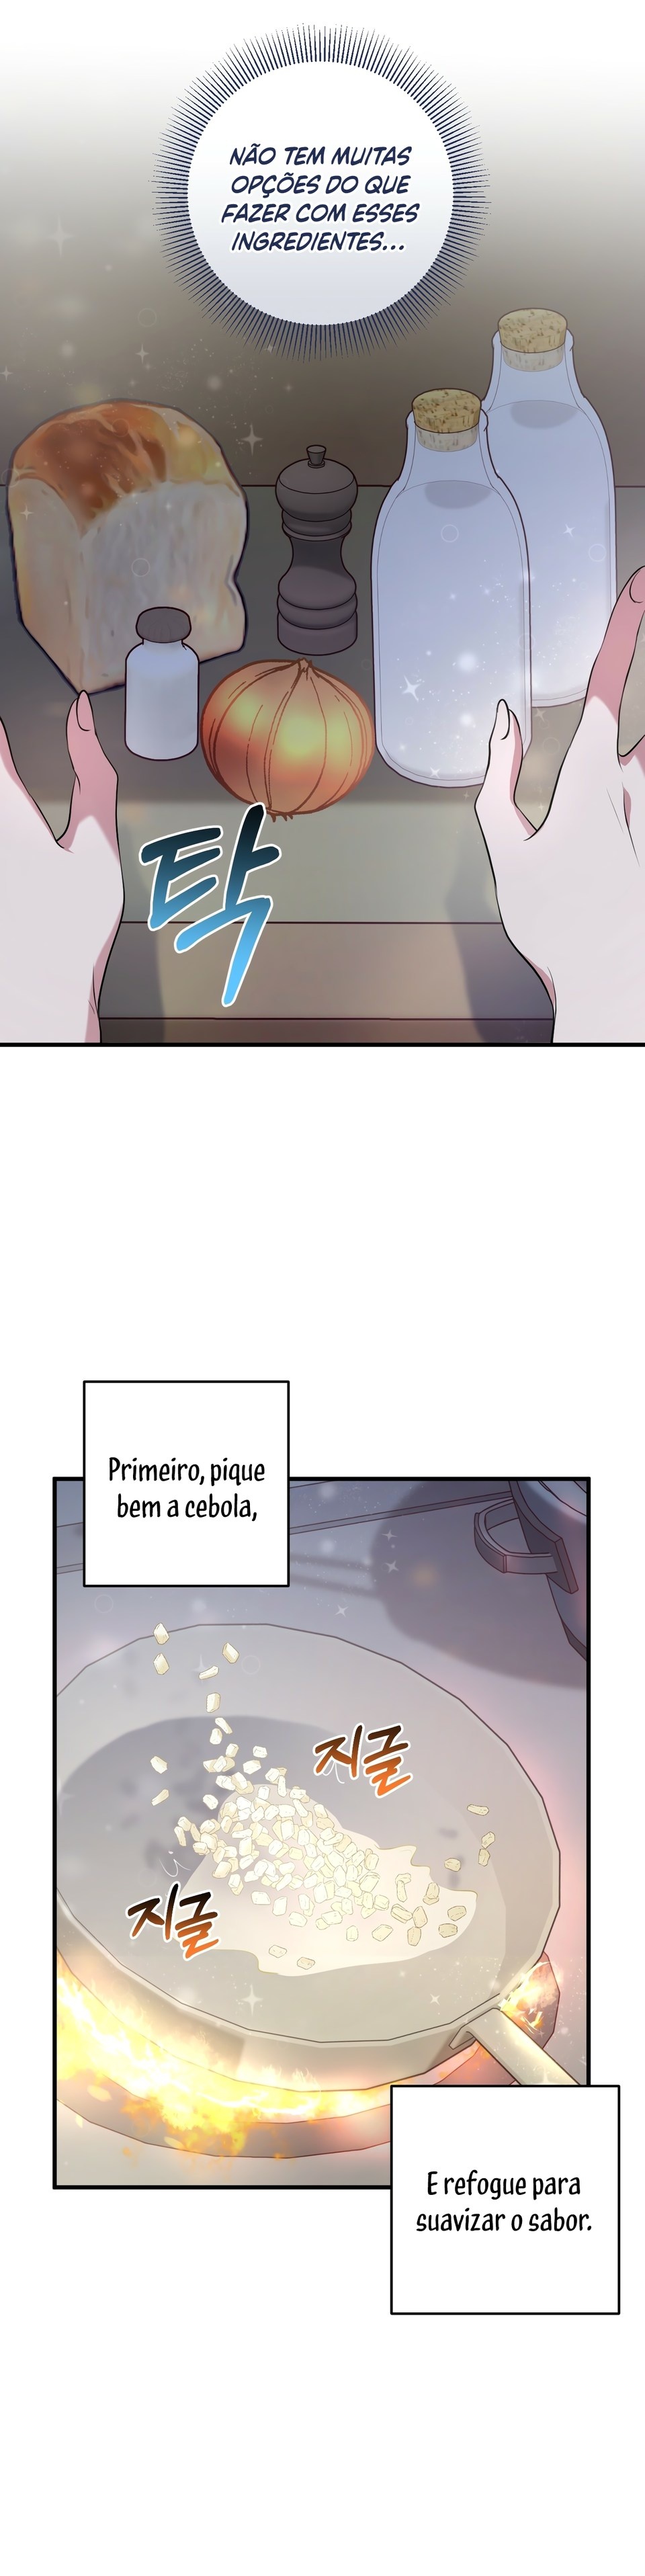 NÃO TEM MUITAS
OPÇÕES DO QUE
FAZER COM ESSES
INGREDIENTES...
탁
Primeiro, pique
bem a cebola,
지글
지글
E refogue para
suavizar o sabor.